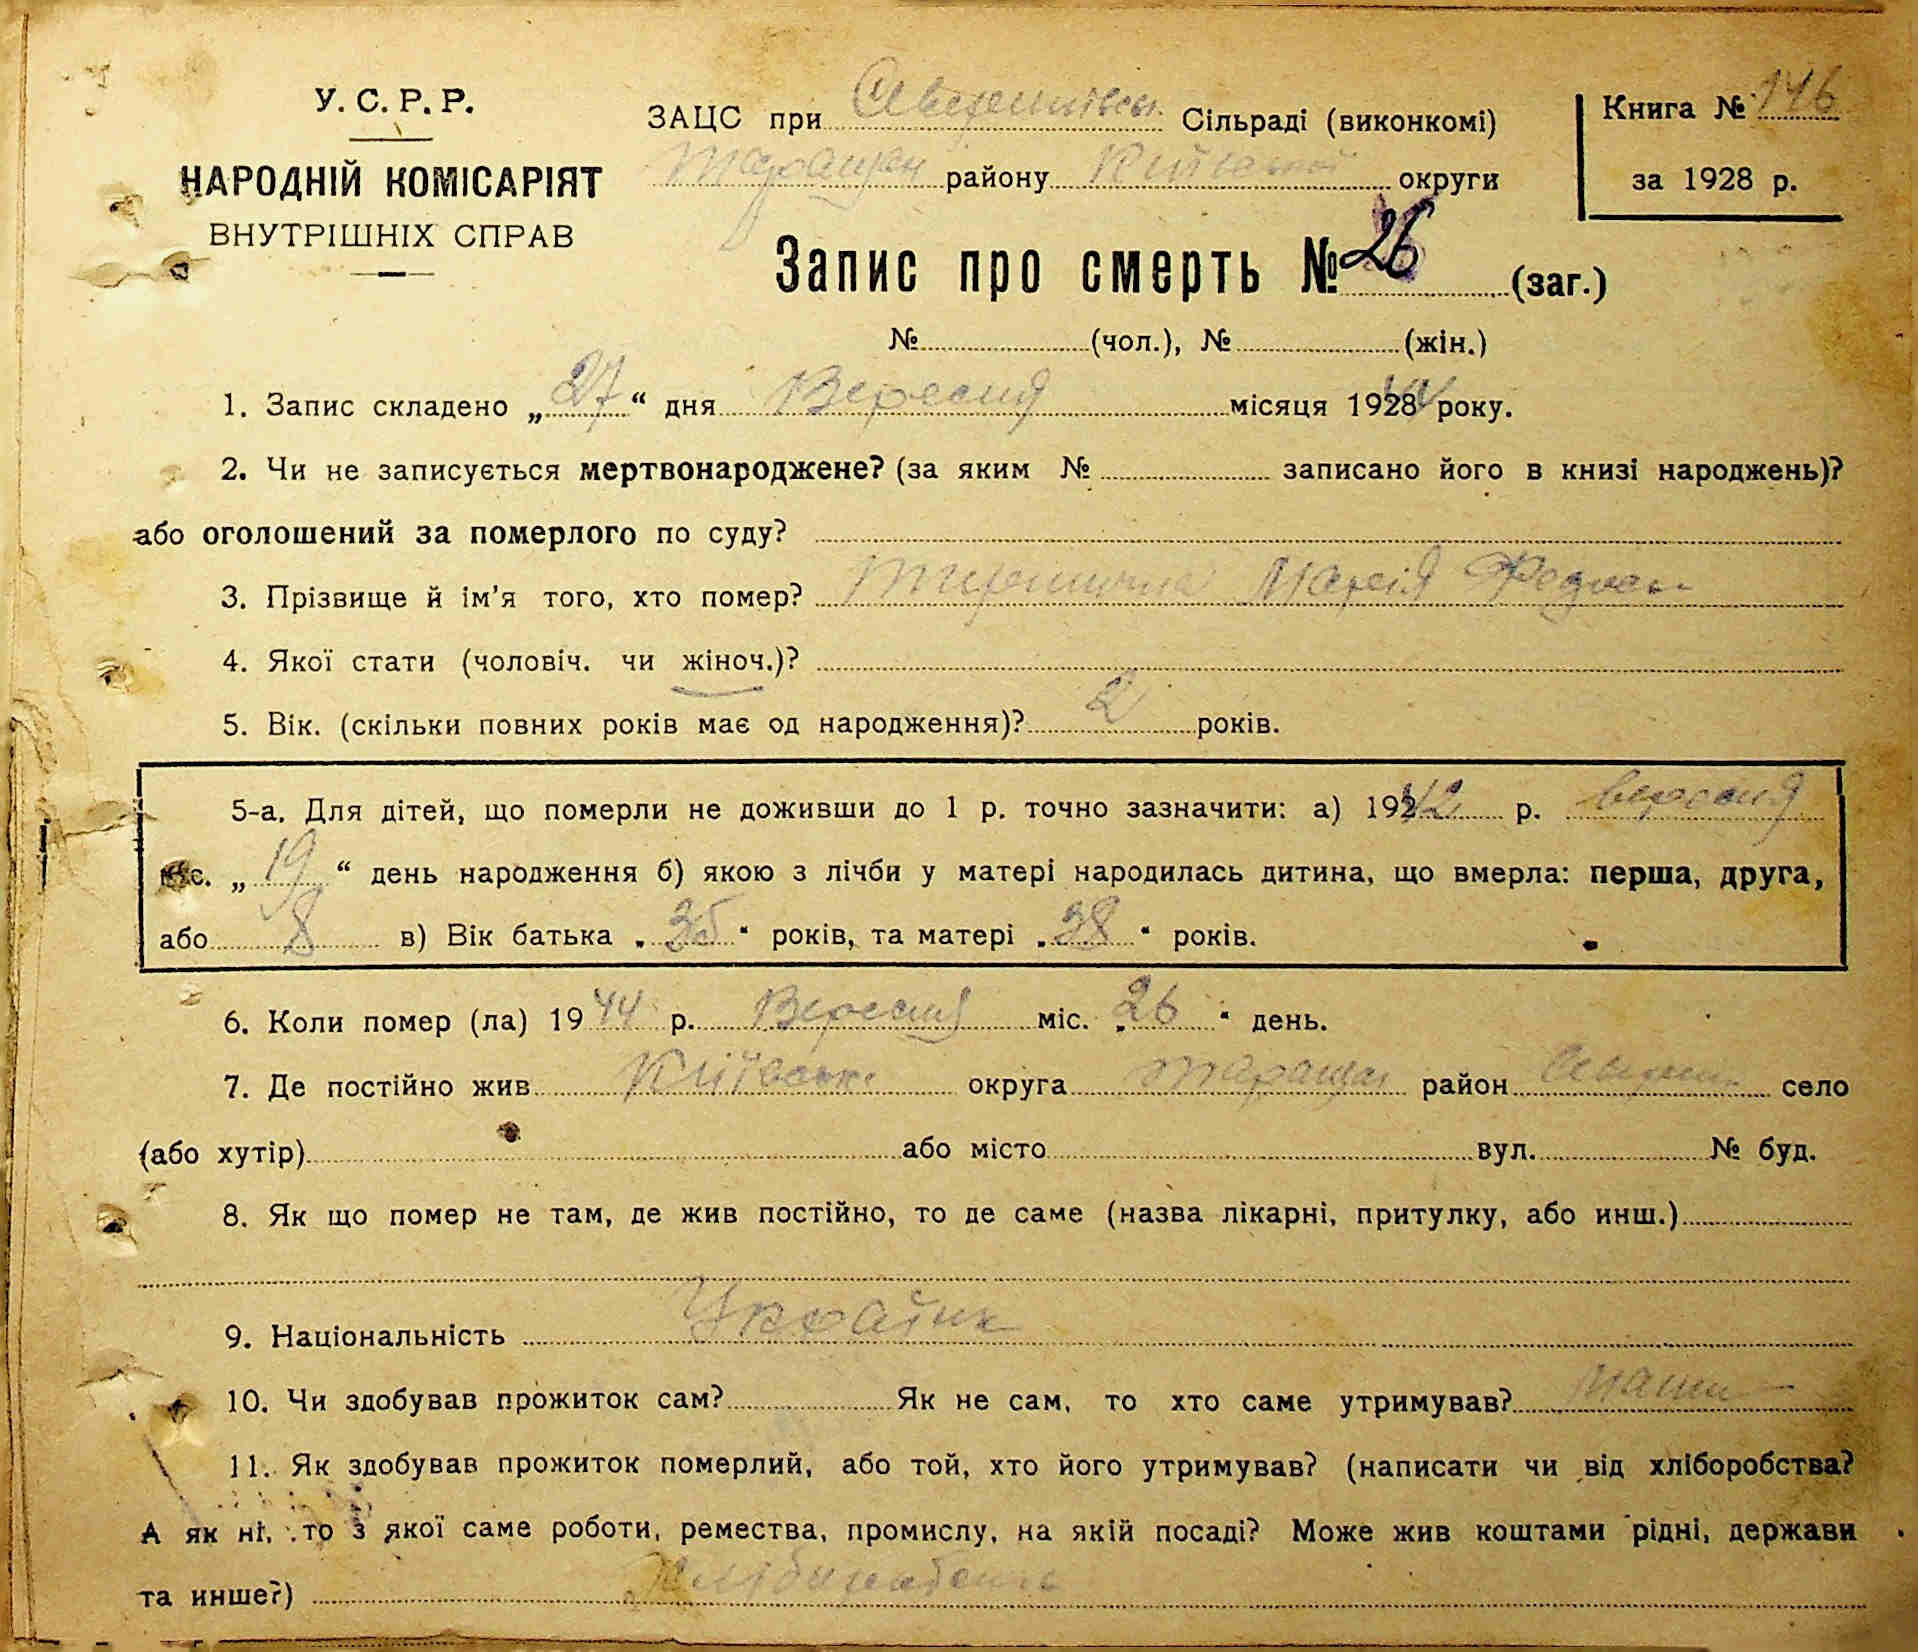 У. С. Р. Р.
НАРОДНІЙ КОМІСАРІЯТ
ВНУТРІШНІХ СПРАВ
ЗАЦС при Сільраді (виконкомі)
Таращан району Київської округи
Книга № 146
за 1928 р.
Запис про смерть № 26 (заг.)
№ (чол.), № (жін.)
1. Запис складено „27“ дня Вересня місяця 1928 року.
2. Чи не записується мертвонароджене? (за яким № записано його в книзі народжень)?
або оголошений за померлого по суду?
3. Прізвище й ім'я того, хто помер? Марія Федоск
4. Якої стати (чоловіч. чи жіноч.)?
5. Вік. (скільки повних років має од народження)? 2 років.
5-а. Для дітей, що померли не доживши до 1 р. точно зазначити: а) 1942 р. вересня
міс. „19“ день народження б) якою з лічби у матері народилась дитина, що вмерла: перша, друга,
або 8 в) Вік батька „35“ років, та матері „38“ років.
6. Коли помер (ла) 1944 р. Вересня міс. „26“ день.
7. Де постійно жив Київськ округа Таращан район село
(або хутір) або місто вул. № буд.
8. Як що помер не там, де жив постійно, то де саме (назва лікарні, притулку, або инш.)
9. Національність Україинк
10. Чи здобував прожиток сам? Як не сам, то хто саме утримував? мати
11. Як здобував прожиток померлий, або той, хто його утримував? (написати чи від хліборобства?
А як ні, то з якої саме роботи, ремества, промислу, на якій посаді? Може жив коштами рідні, держави
та инше?)